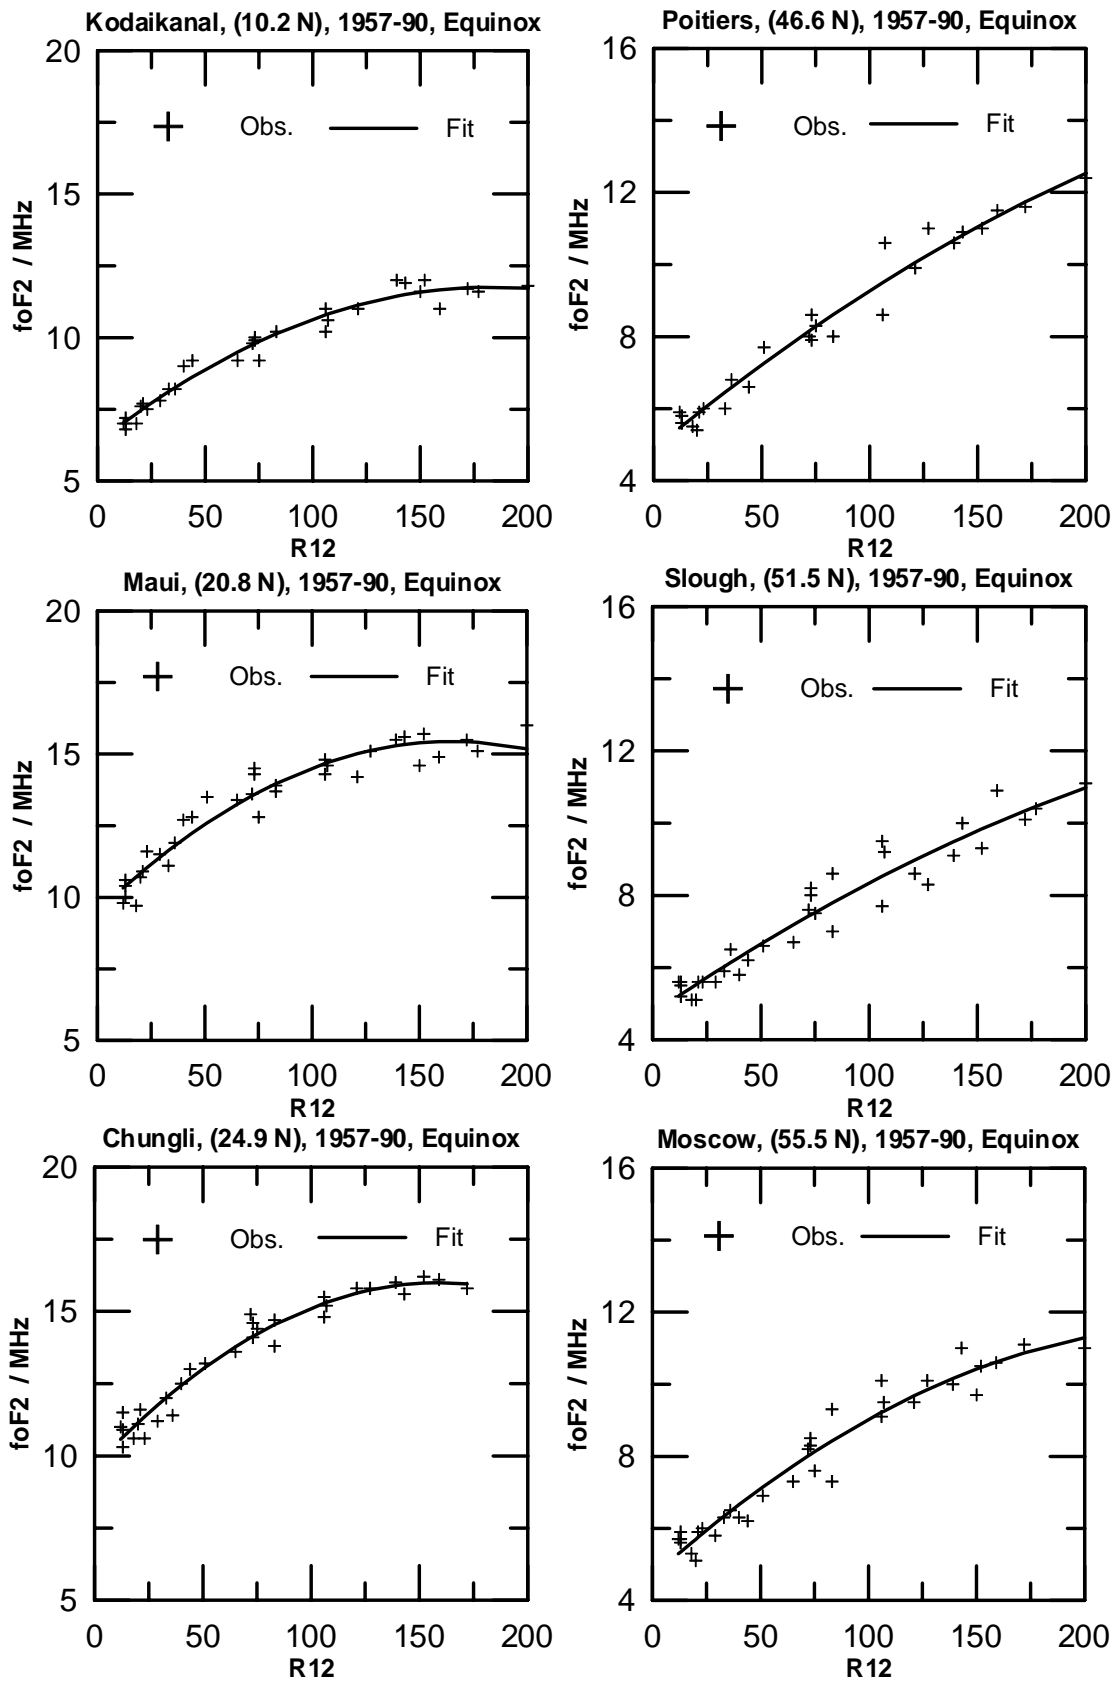 Kodaikanal, (10.2 N), 1957-90, Equinox
20
15
10
5
foF2 / MHz
Obs.
Fit
0 50 100 150 200
R12
Poitiers, (46.6 N), 1957-90, Equinox
16
12
8
4
foF2 / MHz
Obs.
Fit
0 50 100 150 200
R12
Maui, (20.8 N), 1957-90, Equinox
20
15
10
5
foF2 / MHz
Obs.
Fit
0 50 100 150 200
R12
Slough, (51.5 N), 1957-90, Equinox
16
12
8
4
foF2 / MHz
Obs.
Fit
0 50 100 150 200
R12
Chungli, (24.9 N), 1957-90, Equinox
20
15
10
5
foF2 / MHz
Obs.
Fit
0 50 100 150 200
R12
Moscow, (55.5 N), 1957-90, Equinox
16
12
8
4
foF2 / MHz
Obs.
Fit
0 50 100 150 200
R12